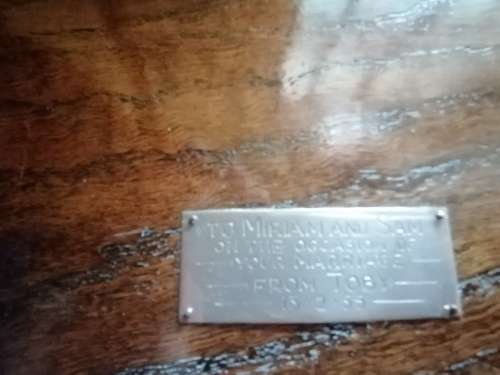 TO MIRIAM AND SAM
ON THE OCCASION OF
YOUR MARRIAGE
FROM TOBY